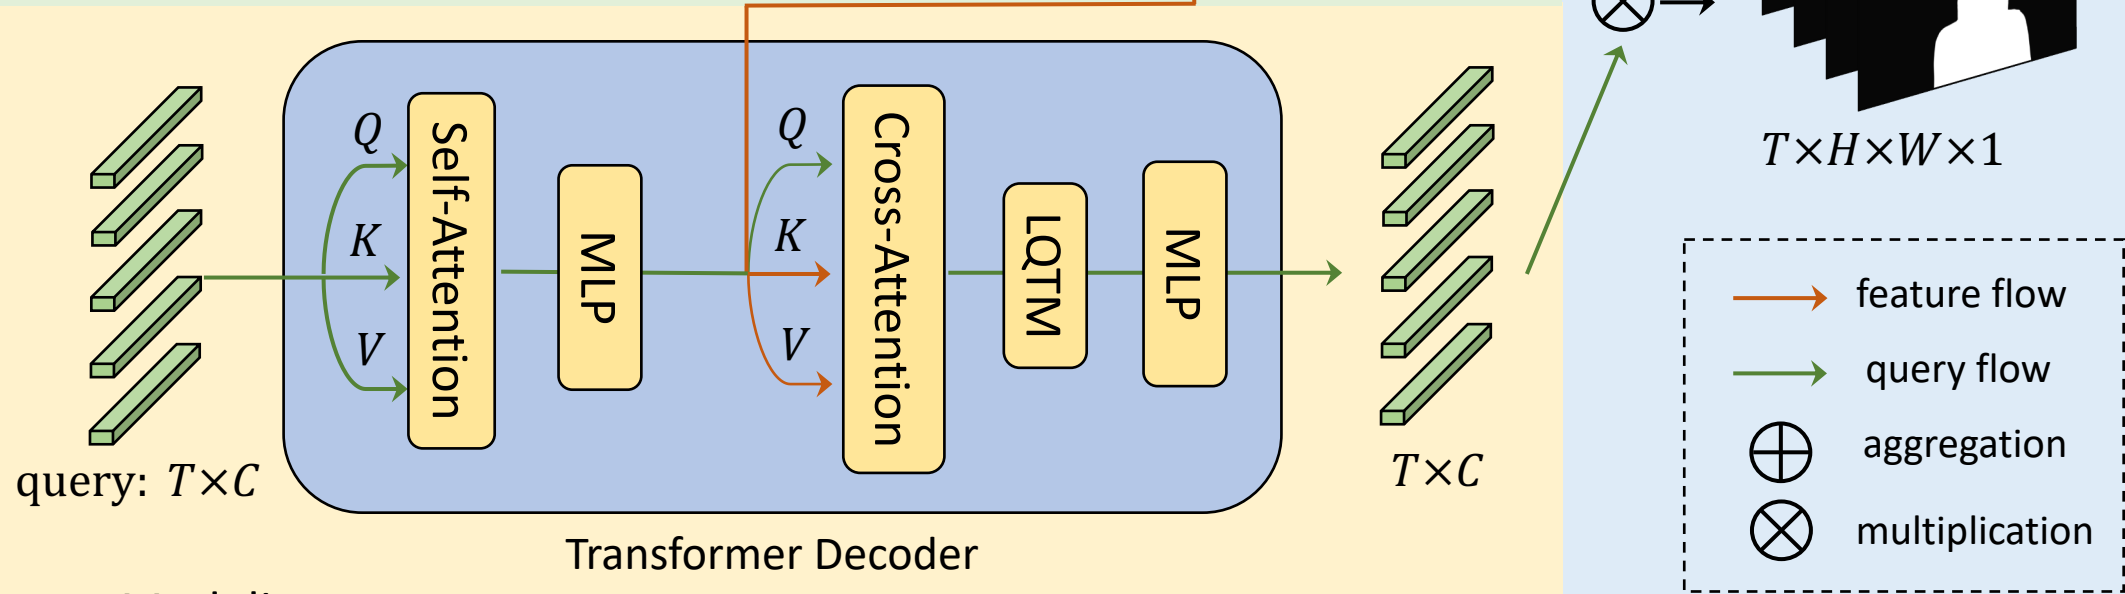 Q
K
V
Self-Attention
MLP
Q
K
V
Cross-Attention
LQTM
MLP
query: T×C
T×C
Transformer Decoder
T×H×W×1
feature flow
query flow
aggregation
multiplication